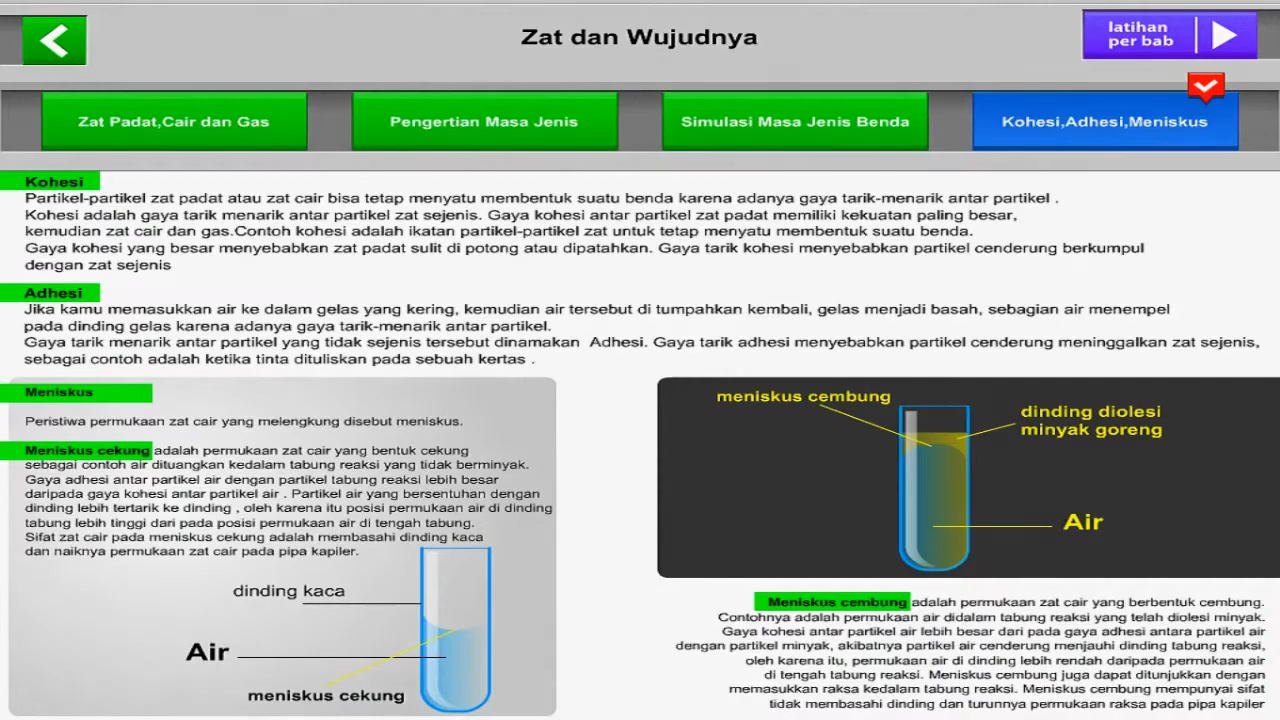 Zat dan Wujudnya
latihan
per bab
Zat Padat,Cair dan Gas
Pengertian Masa Jenis
Simulasi Masa Jenis Benda
Kohesi,Adhesi,Meniskus
Kohesi
Partikel-partikel zat padat atau zat cair bisa tetap menyatu membentuk suatu benda karena adanya gaya tarik-menarik antar partikel .
Kohesi adalah gaya tarik menarik antar partikel zat sejenis. Gaya kohesi antar partikel zat padat memiliki kekuatan paling besar,
kemudian zat cair dan gas.Contoh kohesi adalah ikatan partikel-partikel zat untuk tetap menyatu membentuk suatu benda.
Gaya kohesi yang besar menyebabkan zat padat sulit di potong atau dipatahkan. Gaya tarik kohesi menyebabkan partikel cenderung berkumpul
dengan zat sejenis
Adhesi
Jika kamu memasukkan air ke dalam gelas yang kering, kemudian air tersebut di tumpahkan kembali, gelas menjadi basah, sebagian air menempel
pada dinding gelas karena adanya gaya tarik-menarik antar partikel.
Gaya tarik menarik antar partikel yang tidak sejenis tersebut dinamakan Adhesi. Gaya tarik adhesi menyebabkan partikel cenderung meninggalkan zat sejenis,
sebagai contoh adalah ketika tinta dituliskan pada sebuah kertas .
Meniskus
Peristiwa permukaan zat cair yang melengkung disebut meniskus.
Meniskus cekung adalah permukaan zat cair yang bentuk cekung
sebagai contoh air dituangkan kedalam tabung reaksi yang tidak berminyak.
Gaya adhesi antar partikel air dengan partikel tabung reaksi lebih besar
daripada gaya kohesi antar partikel air . Partikel air yang bersentuhan dengan
dinding lebih tertarik ke dinding , oleh karena itu posisi permukaan air di dinding
tabung lebih tinggi dari pada posisi permukaan air di tengah tabung.
Sifat zat cair pada meniskus cekung adalah membasahi dinding kaca
dan naiknya permukaan zat cair pada pipa kapiler.
dinding kaca
Air
meniskus cekung
meniskus cembung
dinding diolesi
minyak goreng
Air
Meniskus cembung adalah permukaan zat cair yang berbentuk cembung.
Contohnya adalah permukaan air didalam tabung reaksi yang telah diolesi minyak.
Gaya kohesi antar partikel air lebih besar dari pada gaya adhesi antara partikel air
dengan partikel minyak, akibatnya partikel air cenderung menjauhi dinding tabung reaksi,
oleh karena itu, permukaan air di dinding lebih rendah daripada permukaan air
di tengah tabung reaksi. Meniskus cembung juga dapat ditunjukkan dengan
memasukkan raksa kedalam tabung reaksi. Meniskus cembung mempunyai sifat
tidak membasahi dinding dan turunnya permukaan raksa pada pipa kapiler